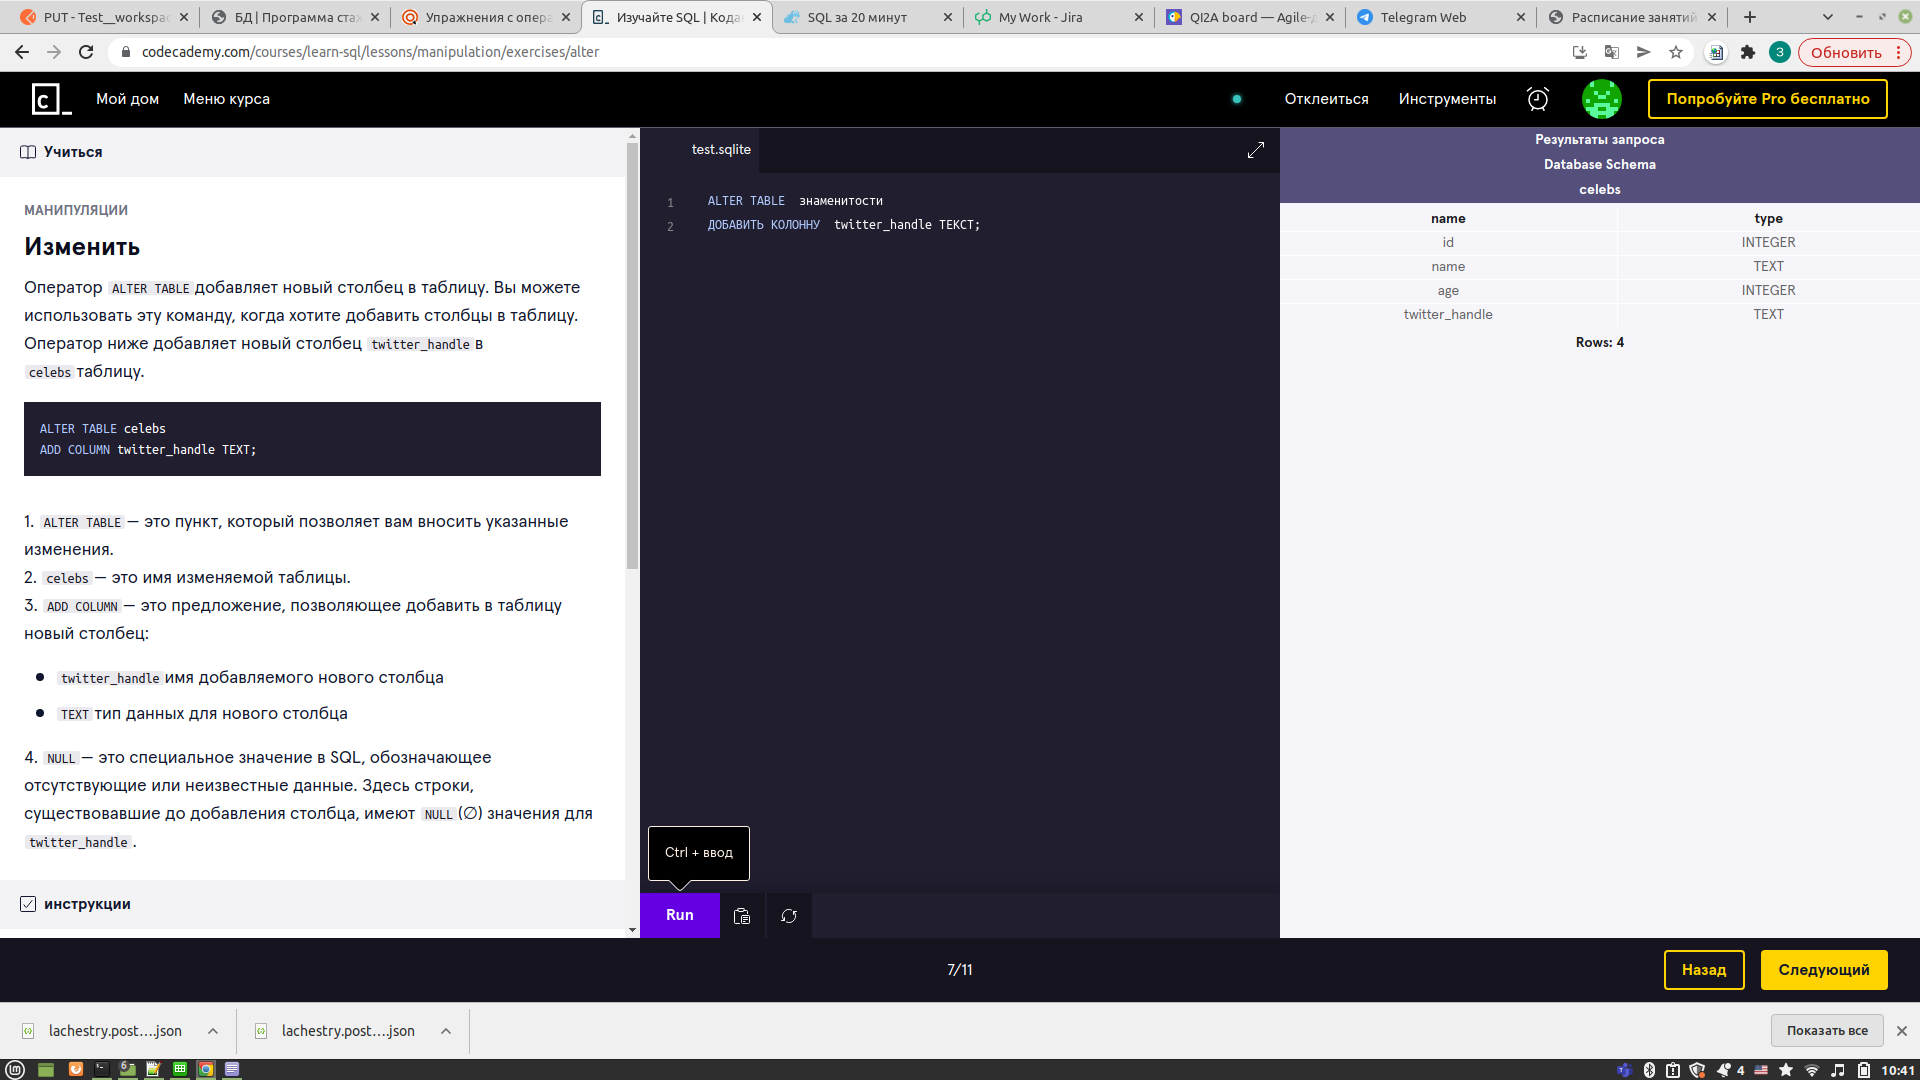 PUT - Test__workspac
БД | Программа ста
Упражнения с опера
Изучайте SQL | Кода
SQL за 20 минут
My Work - Jira
QI2A board — Agile-д
Telegram Web
Расписание занятий
codecademy.com/courses/learn-sql/lessons/manipulation/exercises/alter
З
Обновить
Мой дом
Меню курса
Отклеиться
Инструменты
Попробуйте Pro бесплатно
Учиться
МАНИПУЛЯЦИИ
Изменить
Оператор ALTER TABLE добавляет новый столбец в таблицу. Вы можете
использовать эту команду, когда хотите добавить столбцы в таблицу.
Оператор ниже добавляет новый столбец twitter_handle в
celebs таблицу.
ALTER TABLE celebs
ADD COLUMN twitter_handle TEXT;
1. ALTER TABLE — это пункт, который позволяет вам вносить указанные
изменения.
2. celebs — это имя изменяемой таблицы.
3. ADD COLUMN — это предложение, позволяющее добавить в таблицу
новый столбец:
twitter_handle имя добавляемого нового столбца
TEXT тип данных для нового столбца
4. NULL — это специальное значение в SQL, обозначающее
отсутствующие или неизвестные данные. Здесь строки,
существовавшие до добавления столбца, имеют NULL (∅) значения для
twitter_handle .
инструкции
test.sqlite
1 ALTER TABLE знаменитости
2 ДОБАВИТЬ КОЛОННУ twitter_handle ТЕКСТ;
Ctrl + ввод
Run
Результаты запроса
Database Schema
celebs
name type
id INTEGER
name TEXT
age INTEGER
twitter_handle TEXT
Rows: 4
7/11
Назад
Следующий
lachestry.post....json
lachestry.post....json
Показать все
6
4
10:41